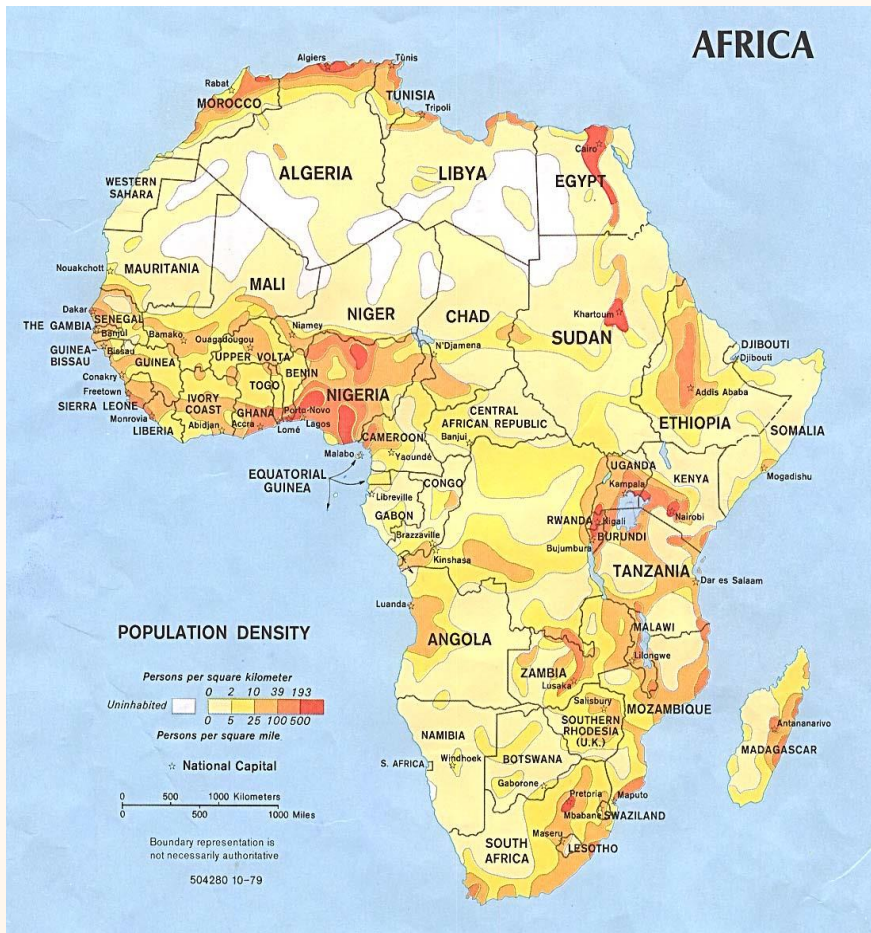 AFRICA
Algiers
Tūnis
Rabat
MOROCCO
TUNISIA
Tripoli
Cairo
ALGERIA
LIBYA
EGYPT
WESTERN
SAHARA
Nouakchott
MAURITANIA
MALI
NIGER
CHAD
SUDAN
Khartoum
Dakar
SENEGAL
THE GAMBIA
Banjul
Bamako
Ouagadougou
Niamey
N'Djamena
DJIBOUTI
Djibouti
GUINEA-
BISSAU
Bissau
GUINEA
UPPER VOLTA
BENIN
Conakry
Freetown
SIERRA LEONE
IVORY
COAST
TOGO
GHANA
NIGERIA
Porto-Novo
Monrovia
LIBERIA
Abidjan
Accra
Lomé
Lagos
CENTRAL
AFRICAN REPUBLIC
Addis Ababa
ETHIOPIA
SOMALIA
CAMEROON
Banjui
Malabo
Yaoundé
EQUATORIAL
GUINEA
CONGO
UGANDA
Kampala
KENYA
Mogadishu
Libreville
GABON
RWANDA
Kigali
Nairobi
BURUNDI
Bujumbura
Brazzaville
Kinshasa
TANZANIA
Dar es Salaam
Luanda
ANGOLA
MALAWI
Lilongwe
ZAMBIA
Lusaka
Salisbury
MOZAMBIQUE
SOUTHERN
RHODESIA
(U.K.)
Antananarivo
MADAGASCAR
NAMIBIA
Windhoek
BOTSWANA
S. AFRICA
Gaborone
Pretoria
Maputo
Mbabane
SWAZILAND
Maseru
LESOTHO
SOUTH
AFRICA
POPULATION DENSITY
Persons per square kilometer
0 2 10 39 193
Uninhabited
0 5 25 100 500
Persons per square mile
National Capital
0 500 1000 Kilometers
0 500 1000 Miles
Boundary representation is
not necessarily authoritative
504280 10-79